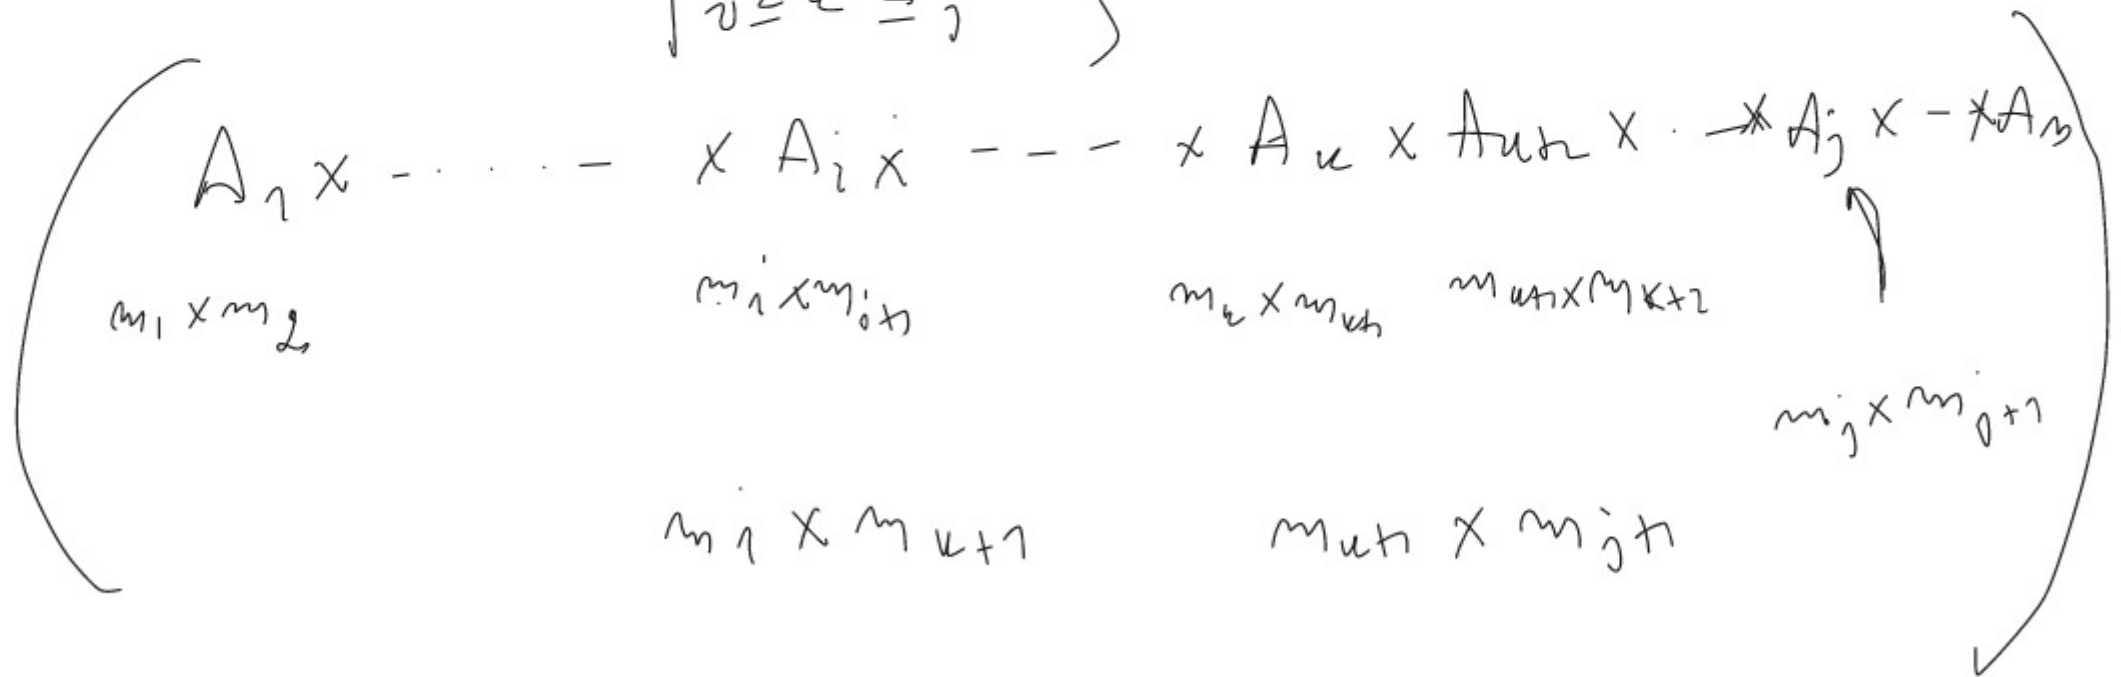 A₁ x - · · · · - x Aᵢ x - - - x Aₖ x Aₖ₊₁ x · - x Aⱼ x - x Aₙ
m₁ x m₂ mᵢ x mᵢ₊₁ mₖ x mₖ₊₁ mₖ₊₁ x mₖ₊₂
mⱼ x mⱼ₊₁
mᵢ x mₖ₊₁ mₖ₊₁ x mⱼ₊₁